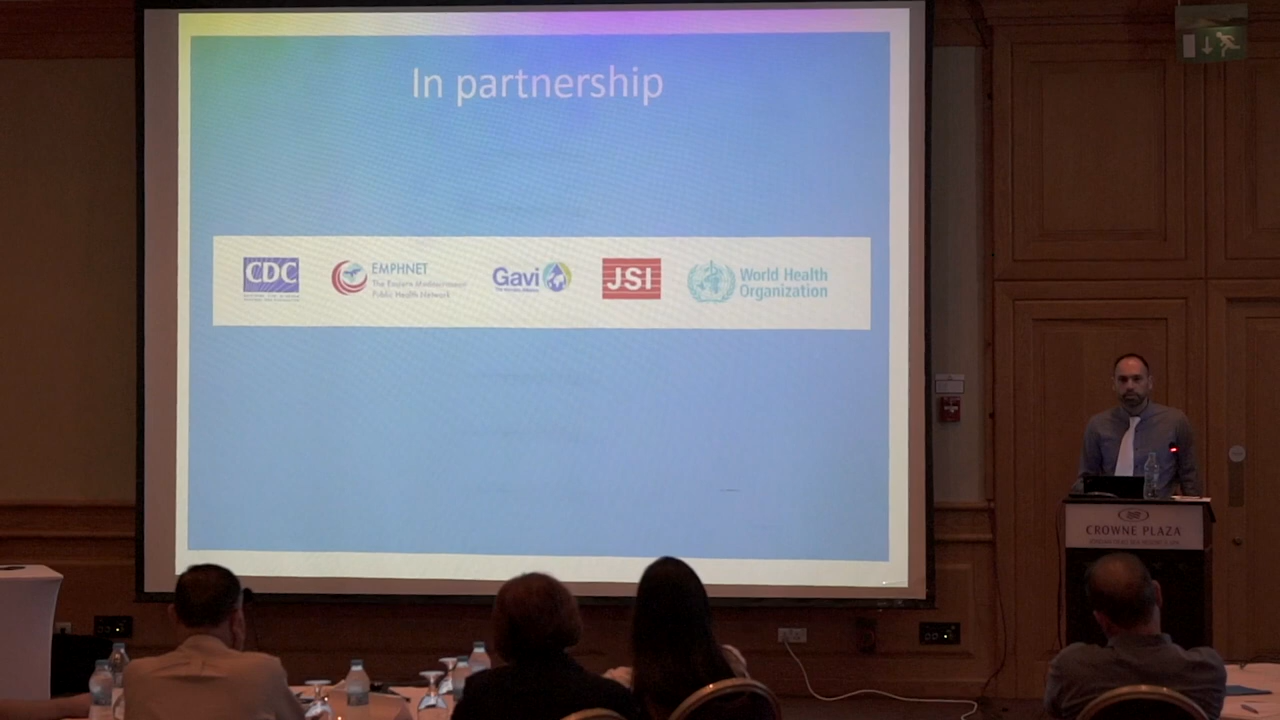 In partnership
CDC
EMPHNET
The Eastern Mediterranean
Public Health Network
Gavi
JSI
World Health
Organization
CROWNE PLAZA